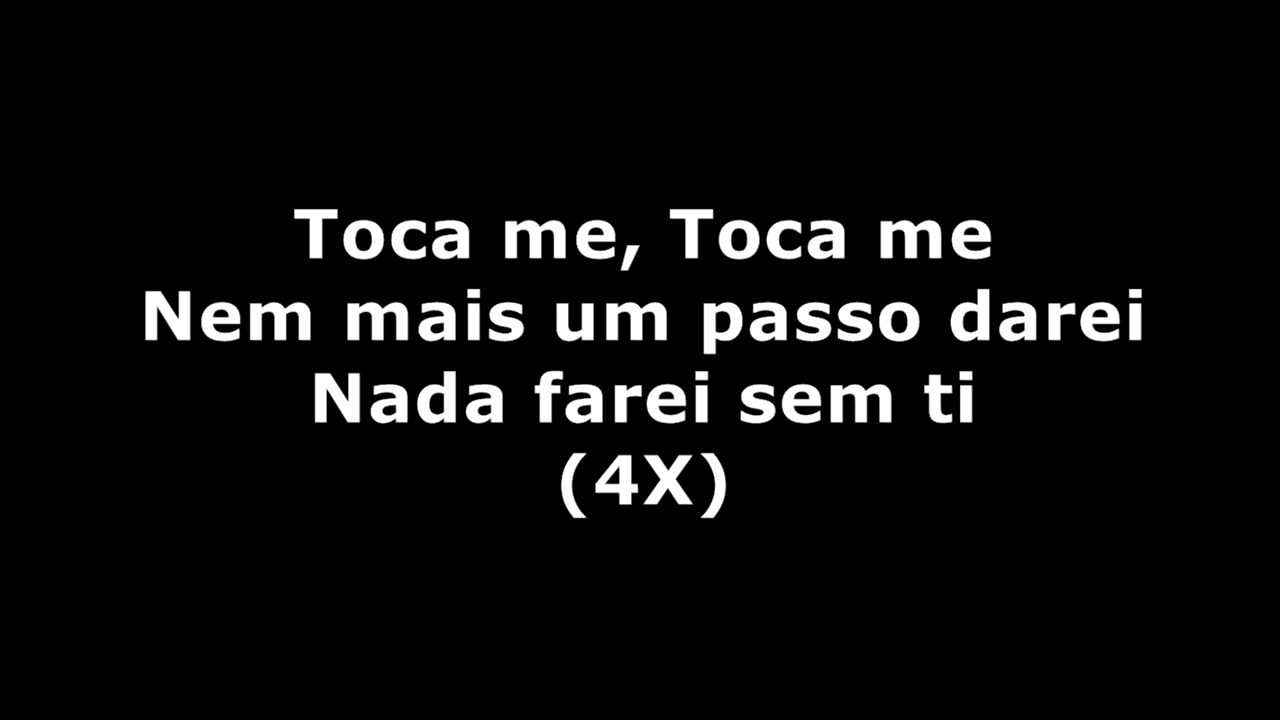 Toca me, Toca me
Nem mais um passo darei
Nada farei sem ti
(4X)